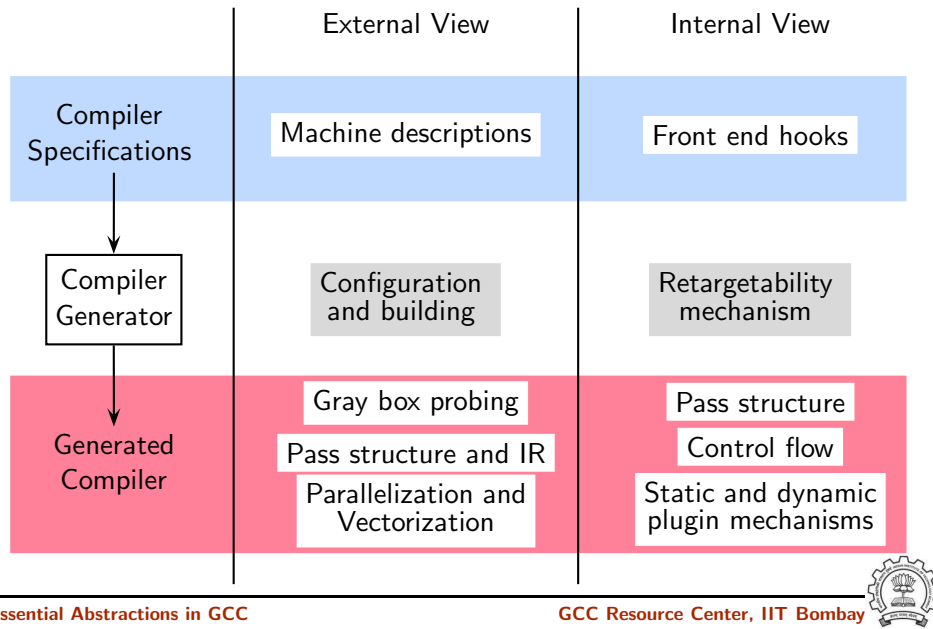 External View
Internal View
Compiler
Specifications
Machine descriptions
Front end hooks
Compiler
Generator
Configuration
and building
Retargetability
mechanism
Generated
Compiler
Gray box probing
Pass structure and IR
Parallelization and
Vectorization
Pass structure
Control flow
Static and dynamic
plugin mechanisms
ssential Abstractions in GCC
GCC Resource Center, IIT Bombay